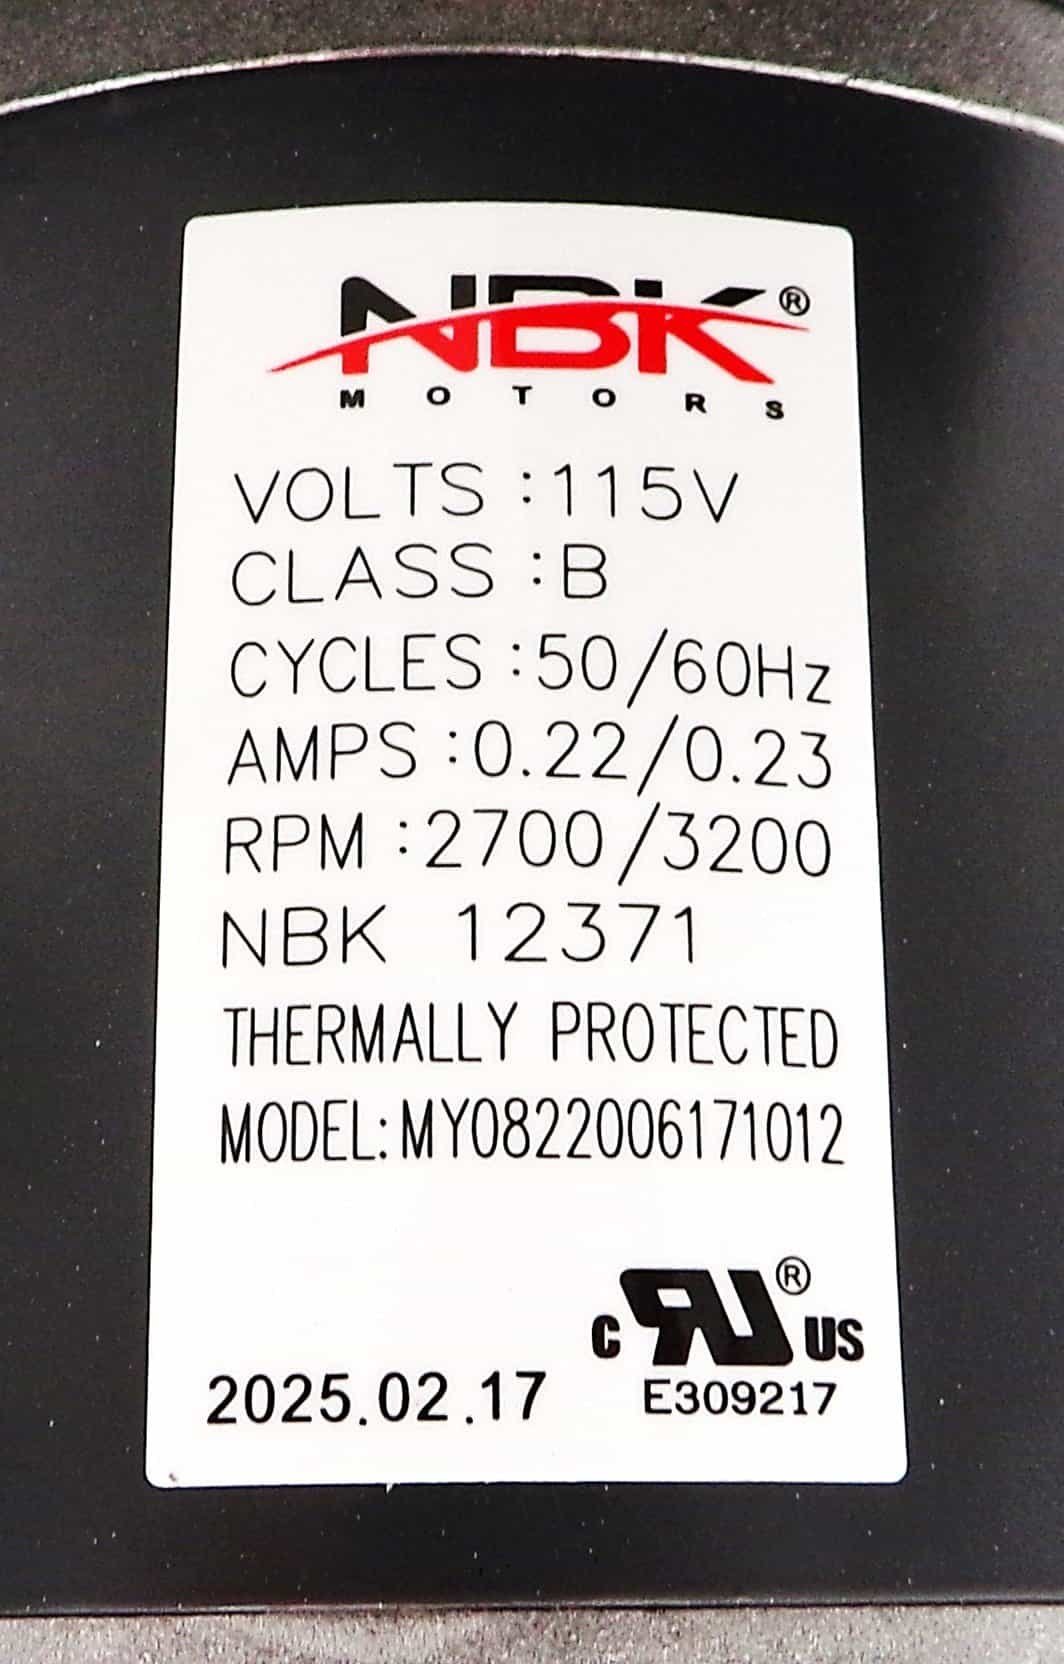 NBK®
MOTORS
VOLTS :115V
CLASS :B
CYCLES :50/60Hz
AMPS :0.22/0.23
RPM :2700/3200
NBK 12371
THERMALLY PROTECTED
MODEL:MY0822006171012
c RU® US
2025.02.17 E309217